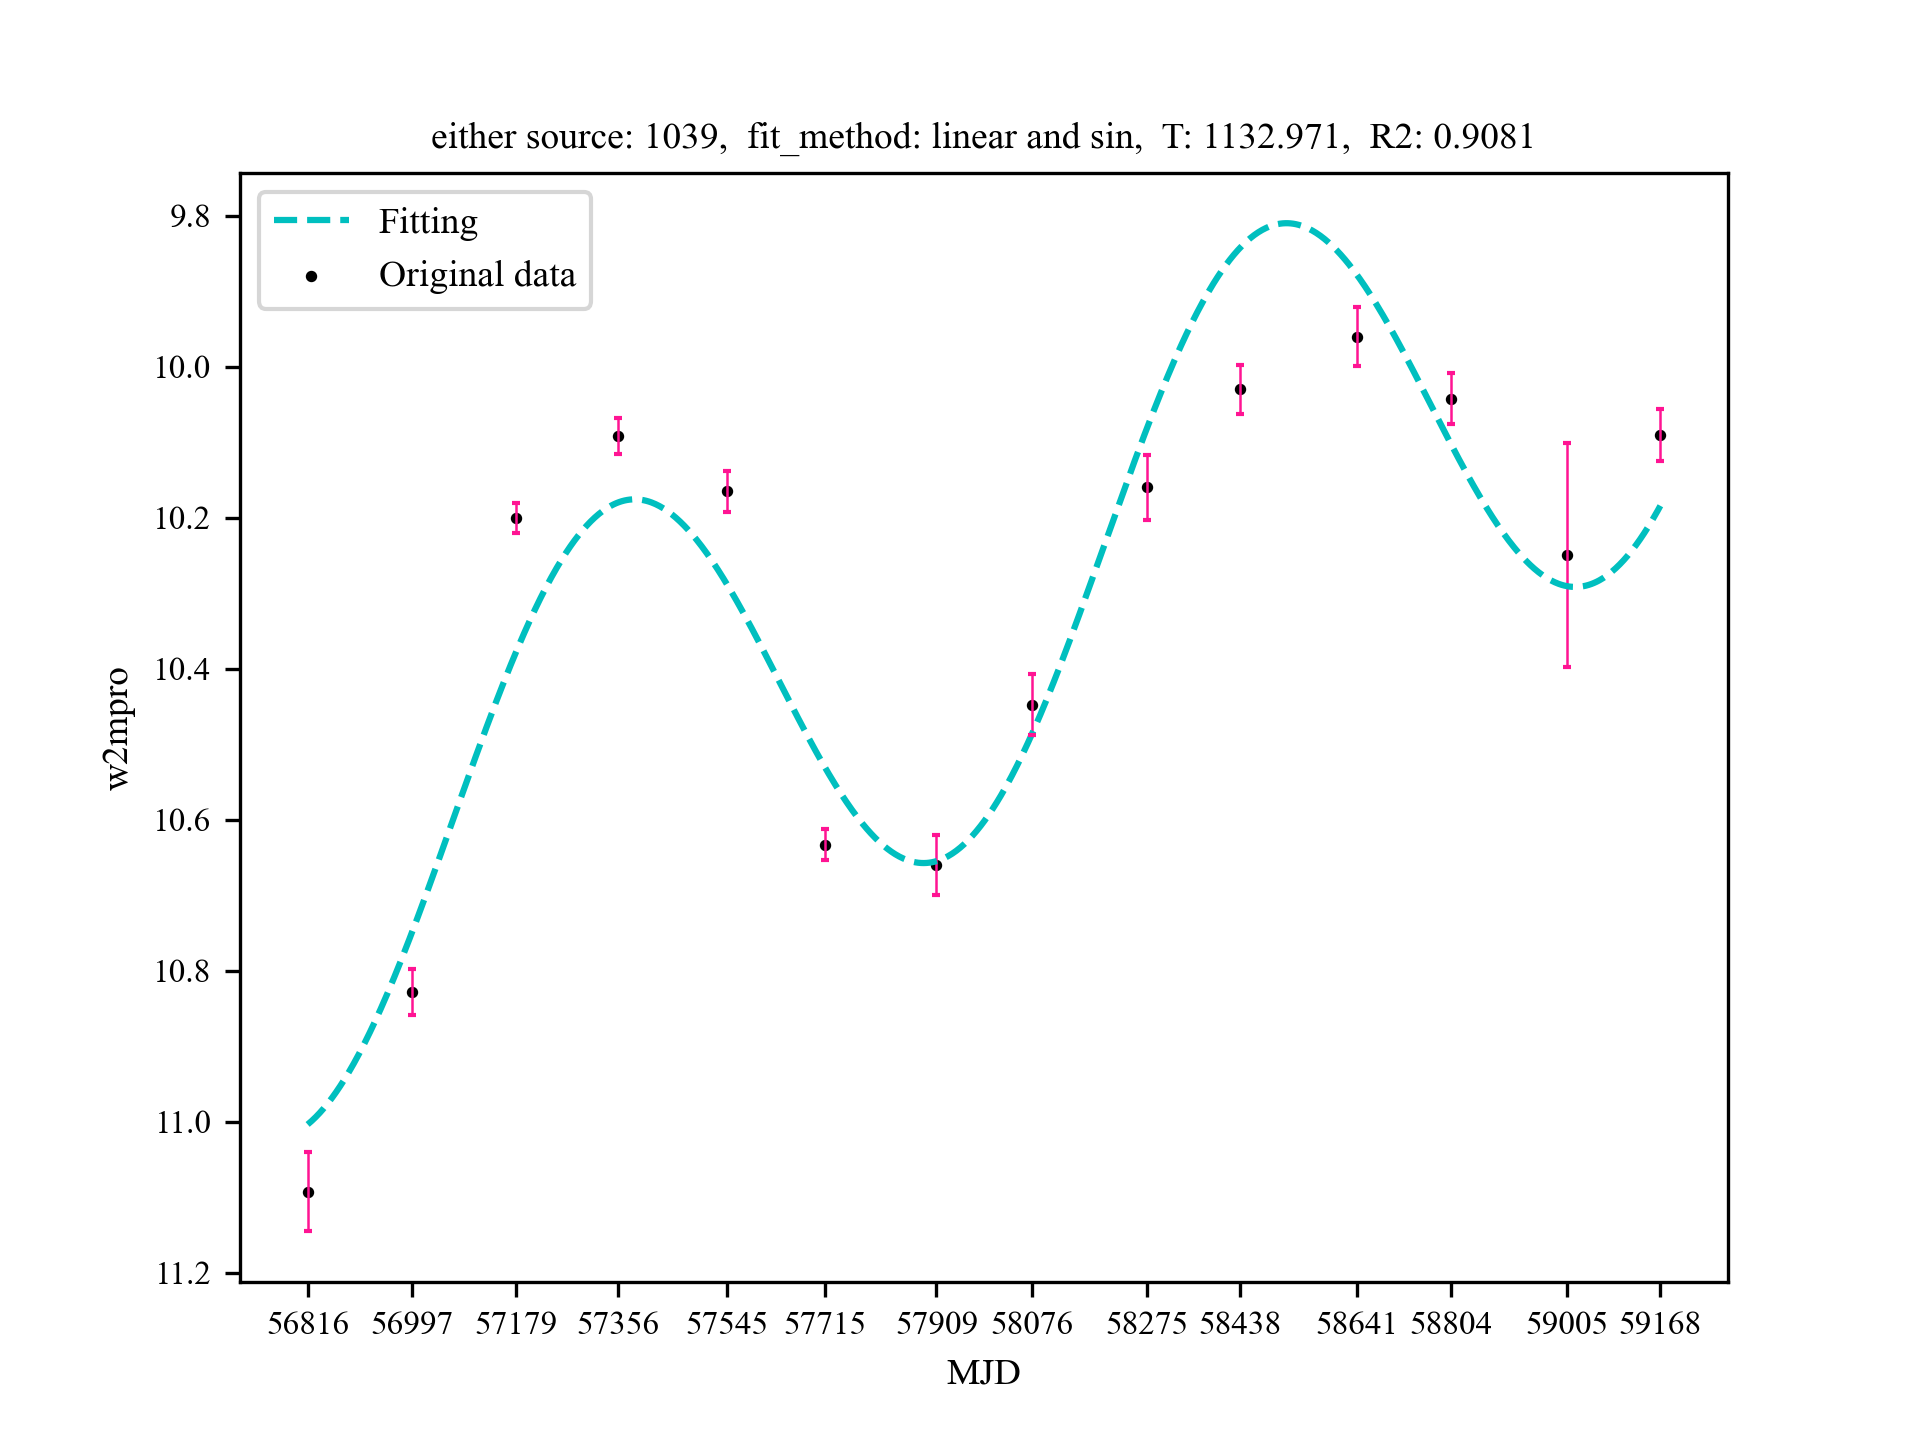 either source: 1039,  fit_method: linear and sin,  T: 1132.971,  R2: 0.9081
Fitting
Original data
9.8
10.0
10.2
10.4
10.6
10.8
11.0
11.2
w2mpro
56816 56997 57179 57356 57545 57715 57909 58076 58275 58438 58641 58804 59005 59168
MJD